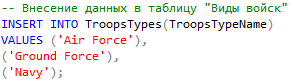 -- Внесение данных в таблицу "Виды войск"
INSERT INTO TroopsTypes(TroopsTypeName)
VALUES ('Air Force'),
('Ground Force'),
('Navy');